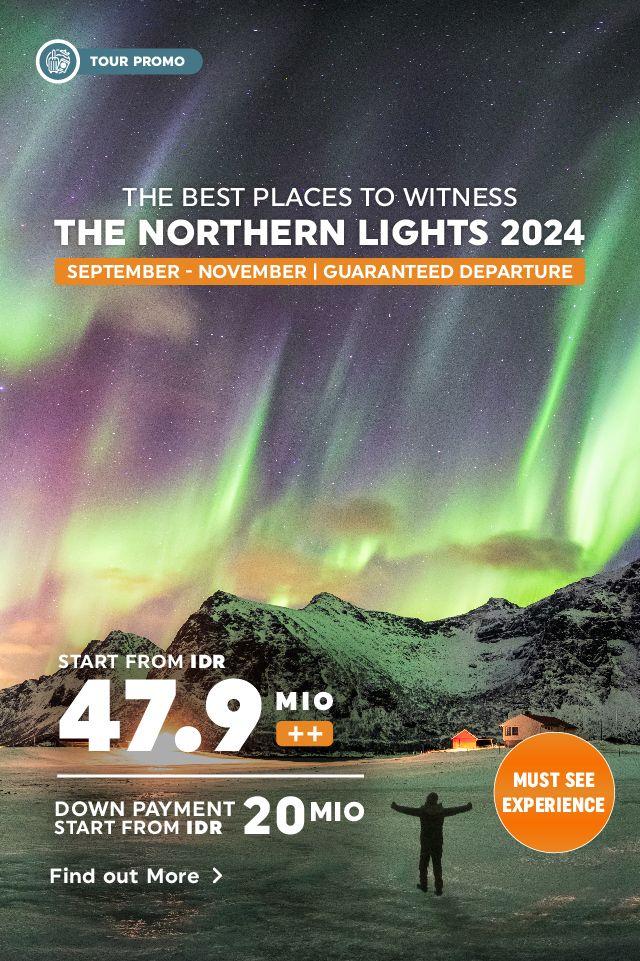 TOUR PROMO
THE BEST PLACES TO WITNESS
THE NORTHERN LIGHTS 2024
SEPTEMBER - NOVEMBER | GUARANTEED DEPARTURE
START FROM IDR
47.9 MIO
++
DOWN PAYMENT
START FROM IDR 20 MIO
MUST SEE
EXPERIENCE
Find out More >